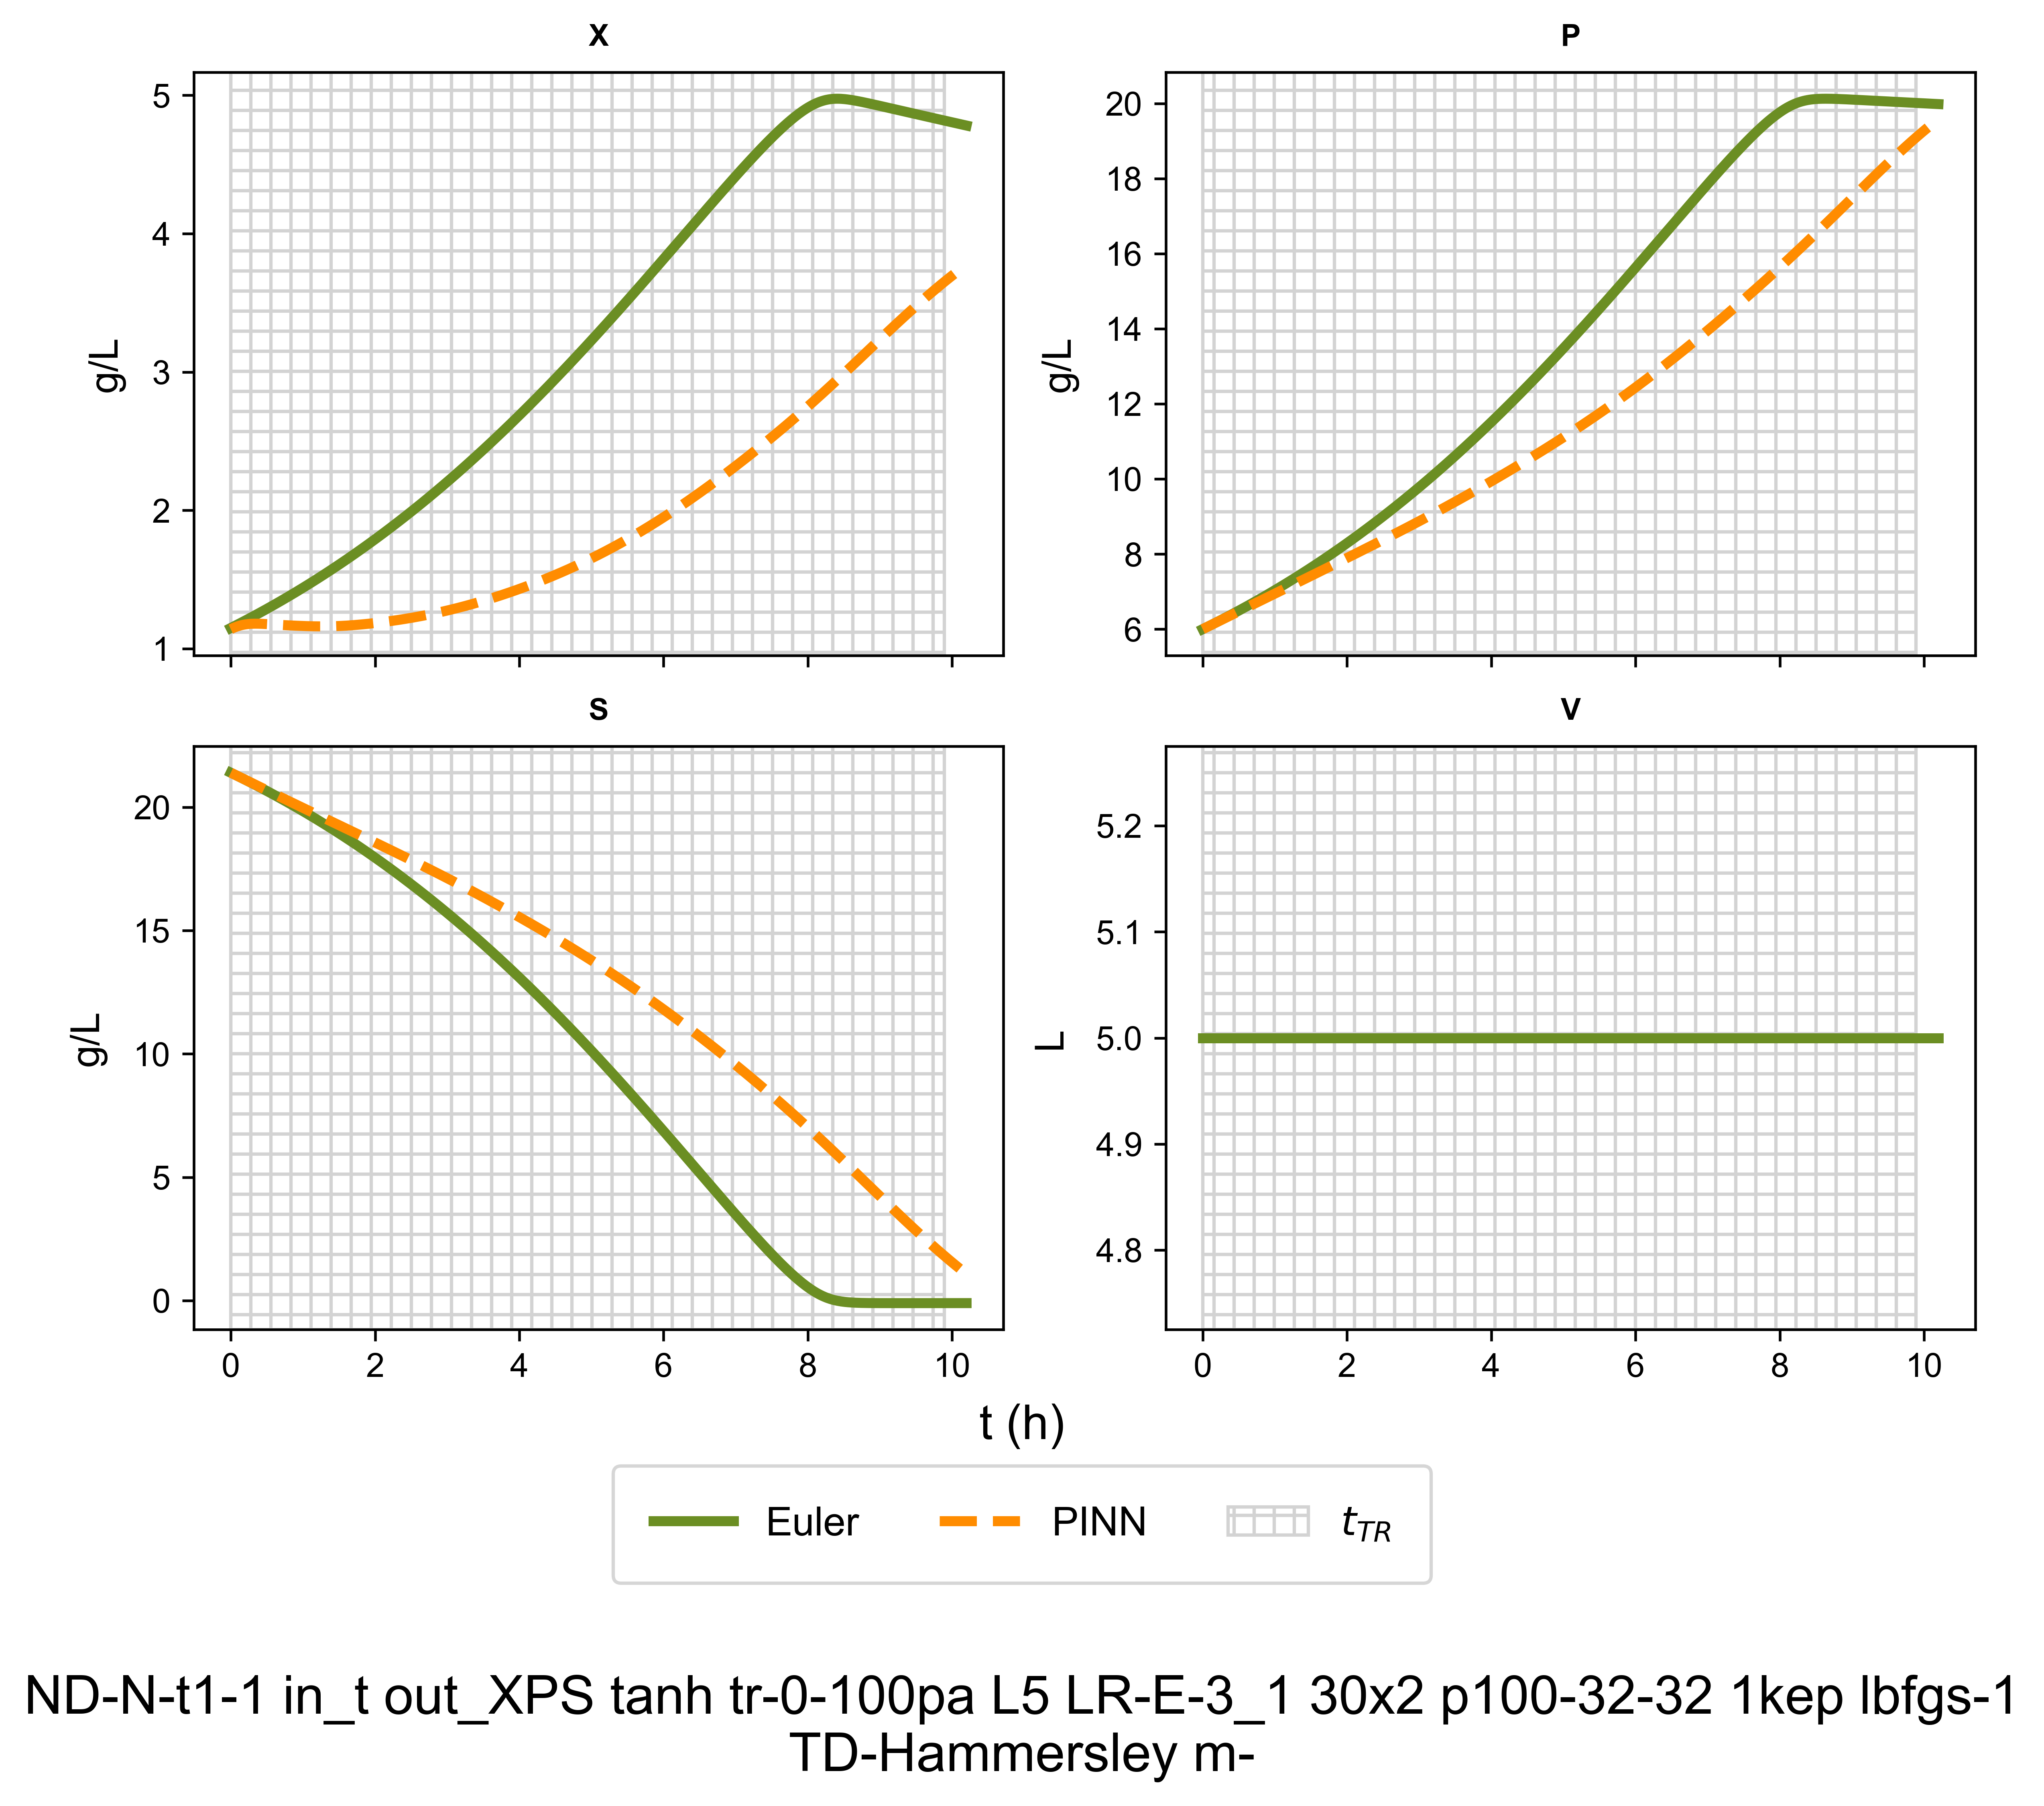 X
P
5
4
3
2
1
g/L
20
18
16
14
12
10
8
6
g/L
S
V
20
15
10
5
0
g/L
0
2
4
6
8
10
5.2
5.1
5.0
4.9
4.8
L
0
2
4
6
8
10
t (h)
Euler
PINN
t_TR
ND-N-t1-1 in_t out_XPS tanh tr-0-100pa L5 LR-E-3_1 30x2 p100-32-32 1kep lbfgs-1
TD-Hammersley m-